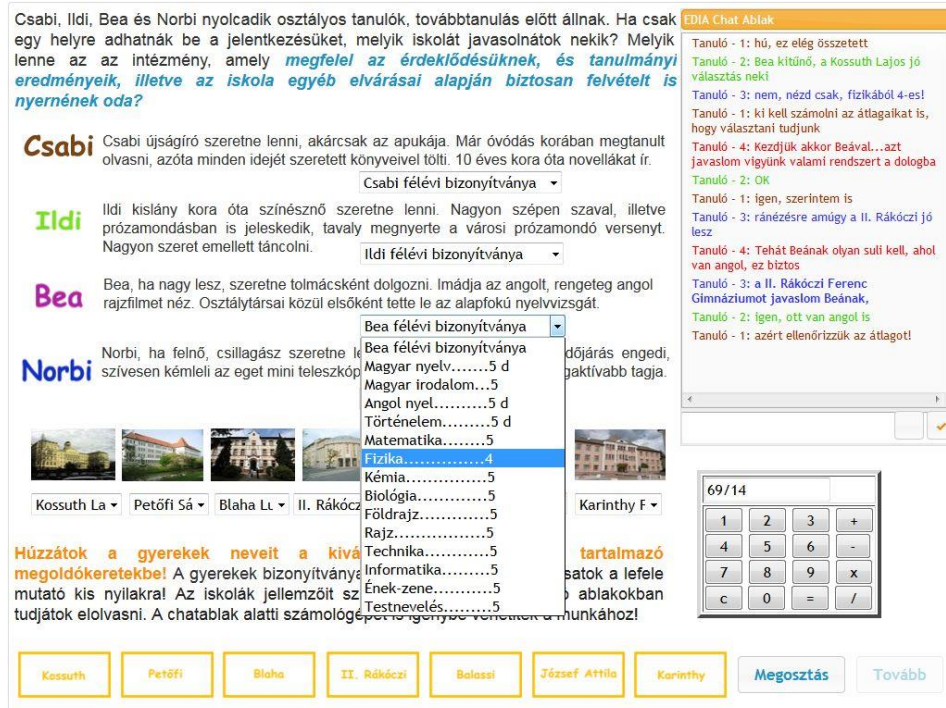 Csabi, Ildi, Bea és Norbi nyolcadik osztályos tanulók, továbbtanulás előtt állnak. Ha csak
egy helyre adhatnák be a jelentkezésüket, melyik iskolát javasolnátok nekik? Melyik
lenne az az intézmény, amely megfelel az érdeklődésüknek, és tanulmányi
eredményeik, illetve az iskola egyéb elvárásai alapján biztosan felvételt is
nyernének oda?
Csabi
Csabi újságíró szeretne lenni, akárcsak az apukája. Már óvódás korában megtanult
olvasni, azóta minden idejét szeretett könyveivel tölti. 10 éves kora óta novellákat ír.
Csabi félévi bizonyítványa
Ildi
Ildi kislány kora óta színésznő szeretne lenni. Nagyon szépen szaval, illetve
prózamondásban is jeleskedik, tavaly megnyerte a városi prózamondó versenyt.
Nagyon szeret emellett táncolni.
Ildi félévi bizonyítványa
Bea
Bea, ha nagy lesz, szeretne tolmácsként dolgozni. Imádja az angolt, rengeteg angol
rajzfilmet néz. Osztálytársai közül elsőként tette le az alapfokú nyelvvizsgát.
Bea félévi bizonyítványa
Bea félévi bizonyítványa
Magyar nyelv.......5 d
Magyar irodalom...5
Angol nyel..........5 d
Történelem..........5 d
Matematika........5
Fizika...............4
Kémia...............5
Biológia.............5
Földrajz.............5
Rajz.................5
Technika............5
Informatika.........5
Ének-zene..........5
Testnevelés.........5
Norbi
Norbi, ha felnő, csillagász szeretne le dőjárás engedi,
szívesen kémleli az eget mini teleszkóp gaktívabb tagja.
Kossuth La
Petőfi Sá
Blaha Lu
II. Rákócz
Karinthy F
Húzzátok a gyerekek neveit a kivá tartalmazó
megoldókeretekbe! A gyerekek bizonyítványa satok a lefele
mutató kis nyilakra! Az iskolák jellemzőit sz ó ablakokban
tudjátok elolvasni. A chatablak alatti számológépet is igénybe vehetitek a munkához!
Kossuth
Petőfi
Blaha
II. Rákóczi
Balassi
József Attila
Karinthy
Megosztás
Tovább
EDIA Chat Ablak
Tanuló - 1: hú, ez elég összetett
Tanuló - 2: Bea kitűnő, a Kossuth Lajos jó
választás neki
Tanuló - 3: nem, nézd csak, fizikából 4-es!
Tanuló - 1: ki kell számolni az átlagaikat is,
hogy választani tudjunk
Tanuló - 4: Kezdjük akkor Beával...azt
javaslom vigyünk valami rendszert a dologba
Tanuló - 2: OK
Tanuló - 1: igen, szerintem is
Tanuló - 3: ránézésre amúgy a II. Rákóczi jó
lesz
Tanuló - 4: Tehát Beának olyan suli kell, ahol
van angol, ez biztos
Tanuló - 3: a II. Rákóczi Ferenc
Gimnáziumot javaslom Beának,
Tanuló - 2: igen, ott van angol is
Tanuló - 1: azért ellenőrizzük az átlagot!
69/14
1 2 3 +
4 5 6 -
7 8 9 x
c 0 = /